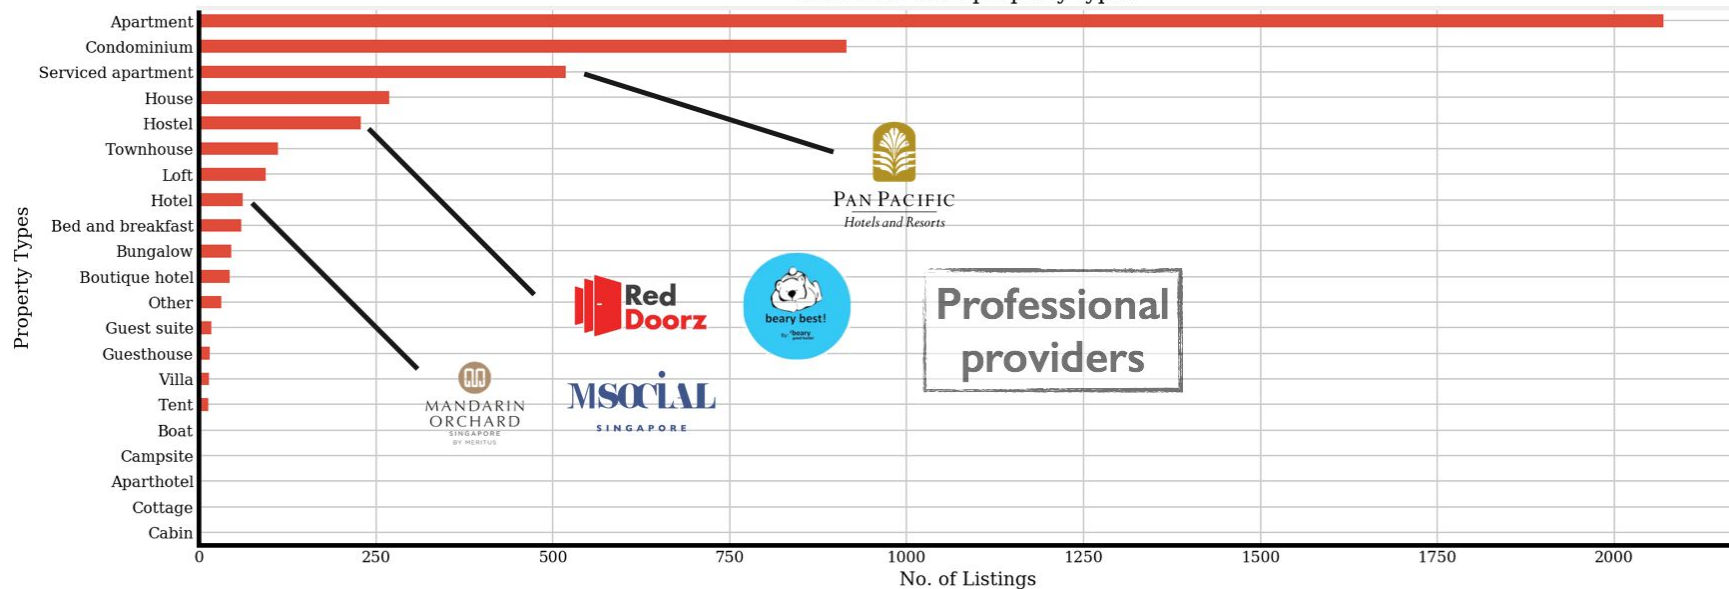 Apartment
Condominium
Serviced apartment
House
Hostel
Townhouse
Loft
Hotel
Bed and breakfast
Bungalow
Boutique hotel
Other
Guest suite
Guesthouse
Villa
Tent
Boat
Campsite
Aparthotel
Cottage
Cabin
Property Types
0 250 500 750 1000 1250 1500 1750 2000
No. of Listings
PAN PACIFIC
Hotels and Resorts
Red
Doorz
beary best!
Professional
providers
MANDARIN
ORCHARD
SINGAPORE
BY MERITUS
MSOCIAL
SINGAPORE